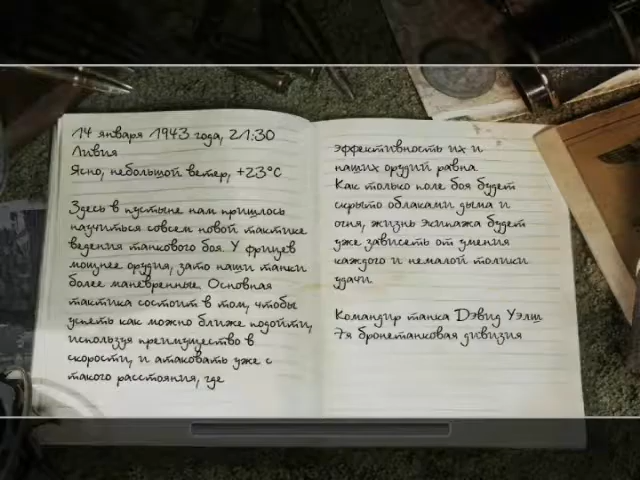 14 января 1943 года, 21:30
Ливия
Ясно, небольшой ветер, +23°С
Здесь в пустыне нам пришлось
научиться совсем новой тактике
ведения танкового боя. У фрицев
мощнее орудия, зато наши танки
более маневренные. Основная
тактика состоит в том, чтобы
успеть как можно ближе подойти,
используя преимущество в
скорости, и атаковать уже с
такого расстояния, где
эффективность их и
наших орудий равна.
Как только поле боя будет
скрыто облаками дыма и
огня, жизнь экипажа будет
уже зависеть от умения
каждого и немалой толики
удачи.
Командир танка Дэвид Уэлш
7я бронетанковая дивизия